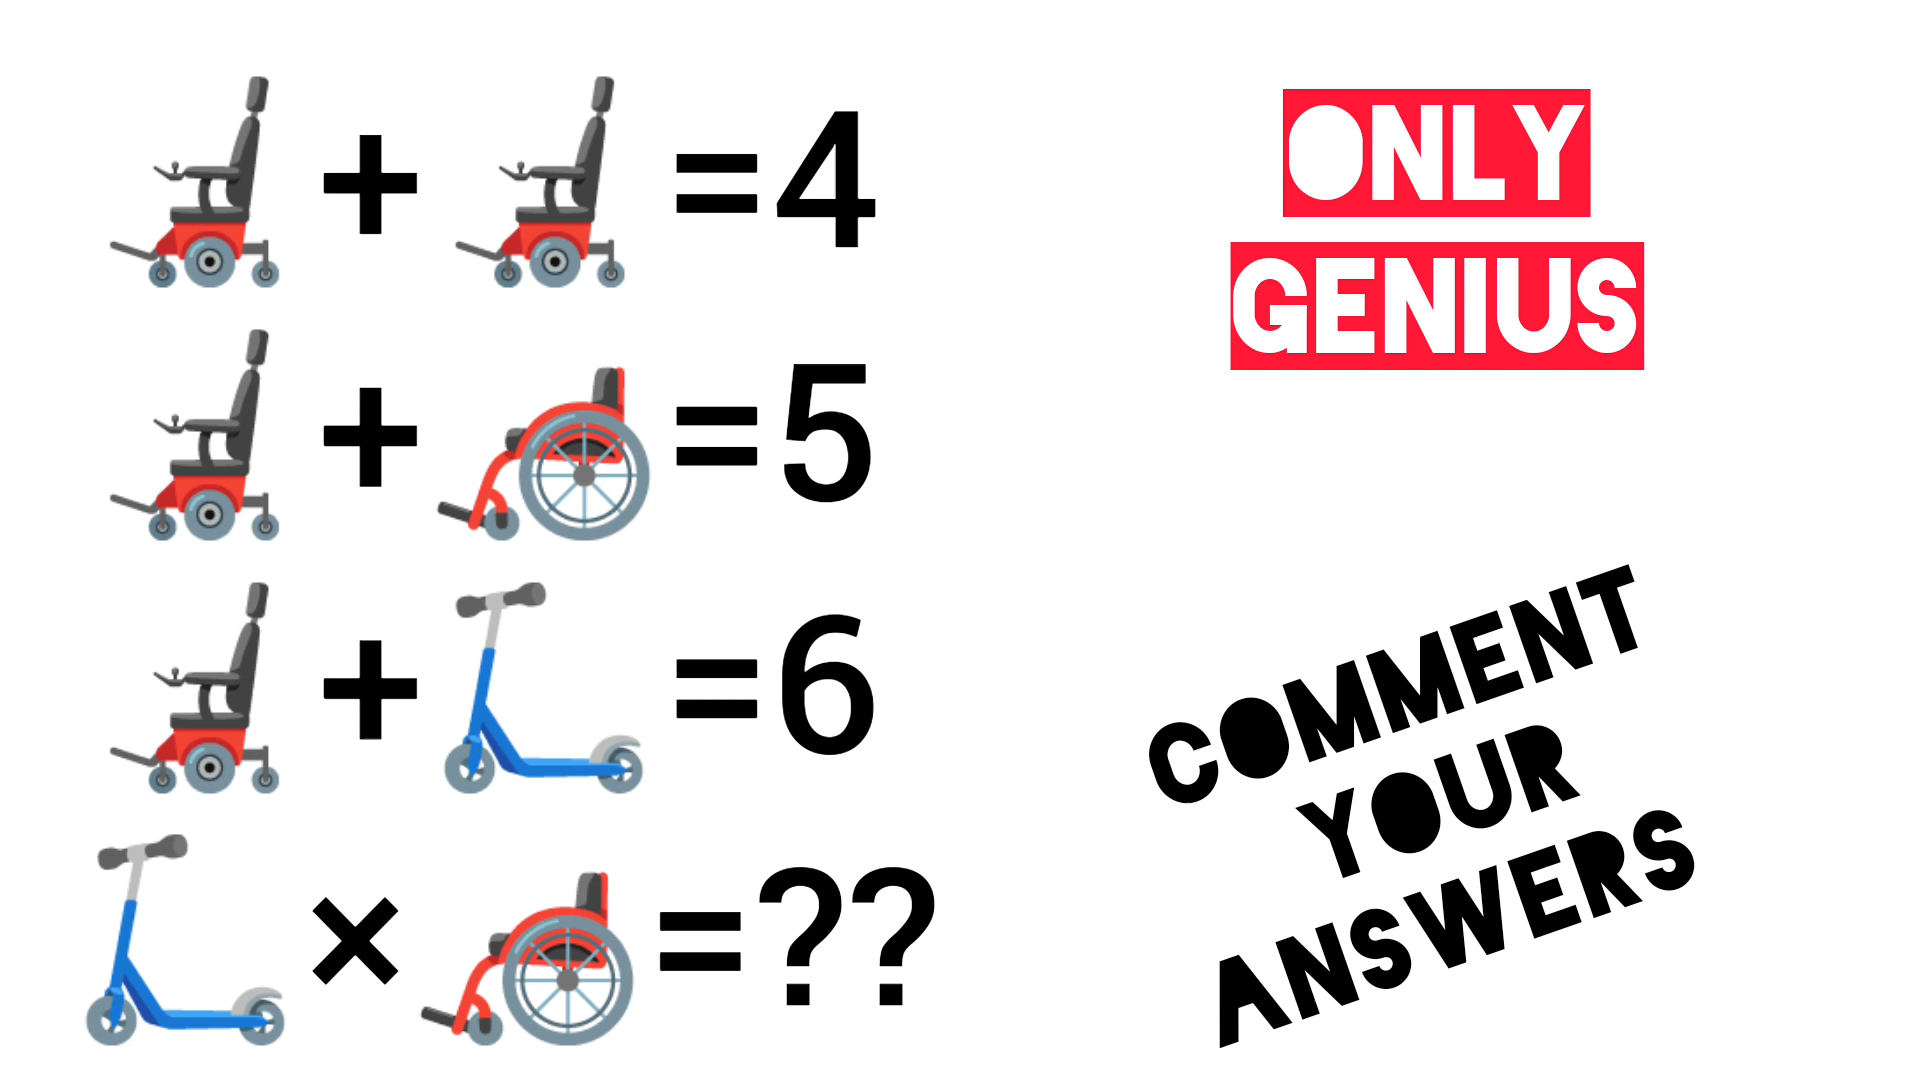 + =4
+ =5
+ =6
× =??
ONLY
GENIUS
COMMENT
YOUR
ANSWERS